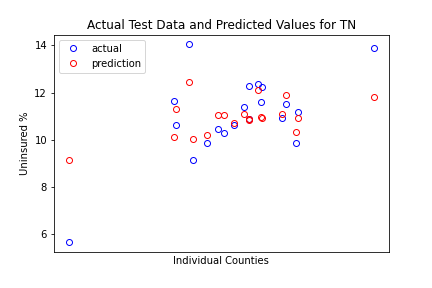 Actual Test Data and Predicted Values for TN
actual
prediction
14
12
10
8
6
Uninsured %
Individual Counties